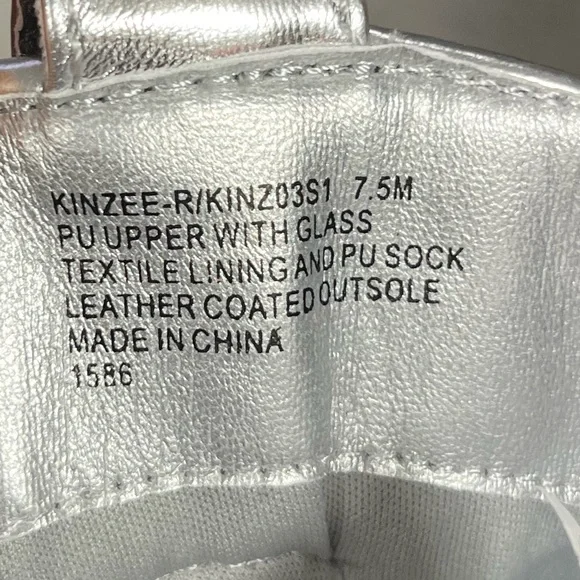 KINZEE-R/KINZ03S1 7.5M
PU UPPER WITH GLASS
TEXTILE LINING AND PU SOCK
LEATHER COATED OUTSOLE
MADE IN CHINA
1586